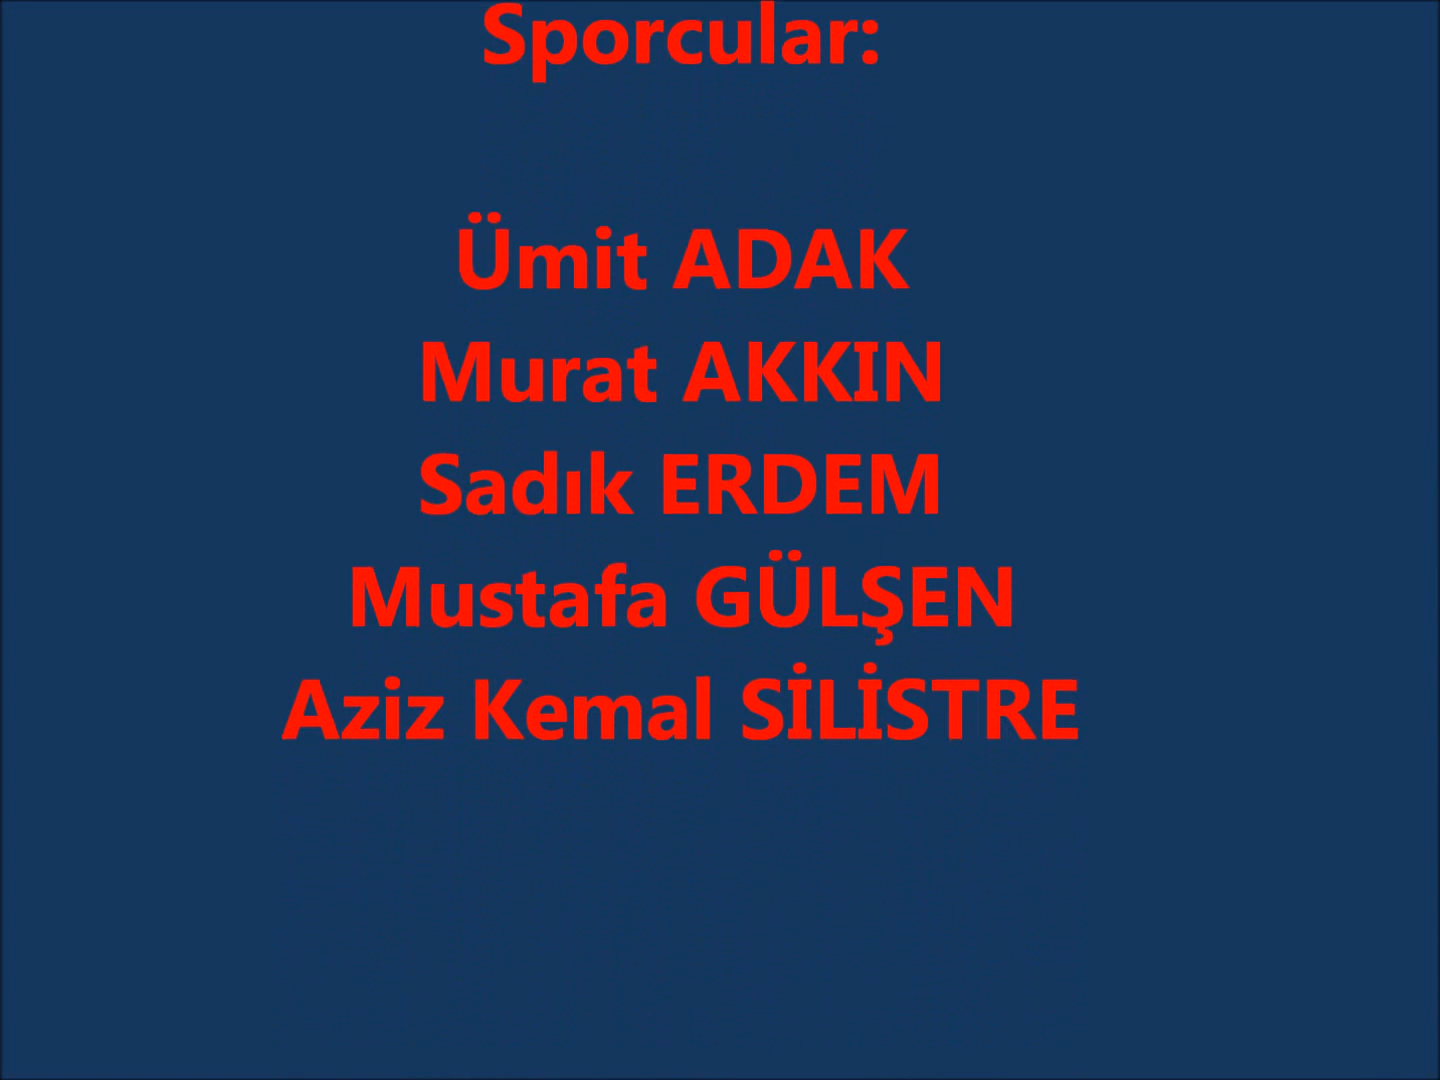 Sporcular:
Ümit ADAK
Murat AKKIN
Sadık ERDEM
Mustafa GÜLŞEN
Aziz Kemal SİLİSTRE